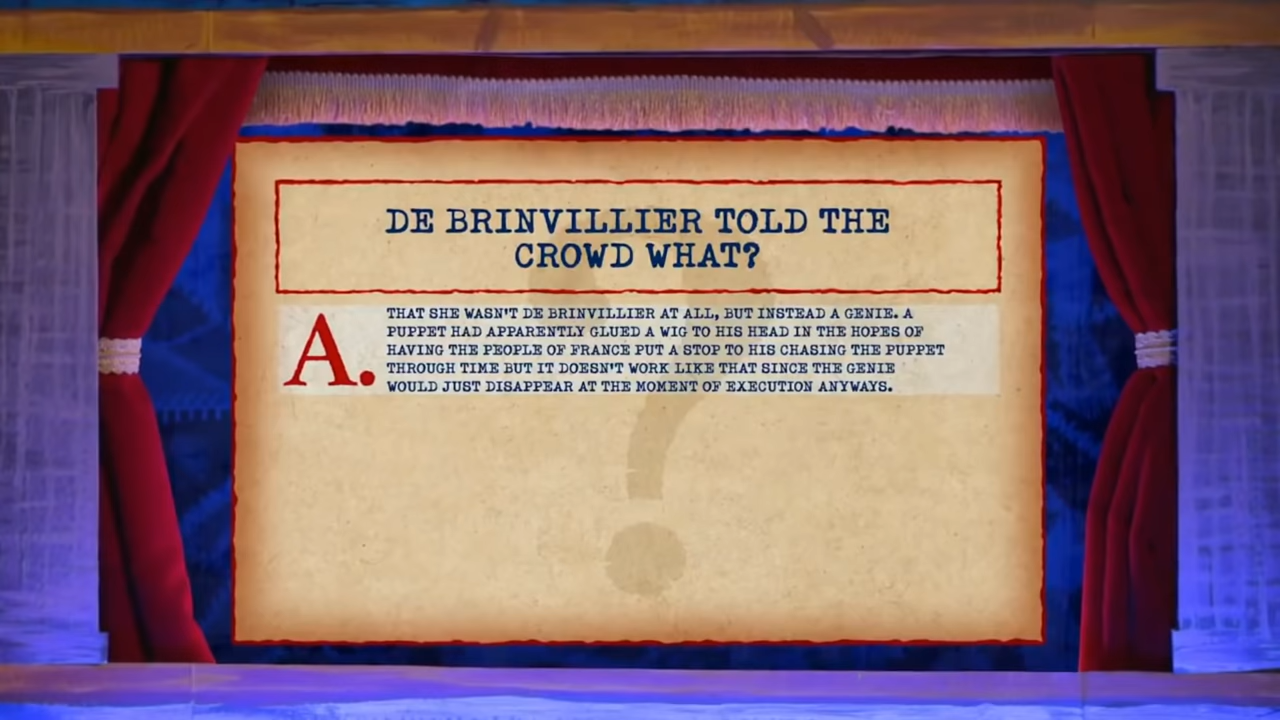 DE BRINVILLIER TOLD THE
CROWD WHAT?
A.
THAT SHE WASN'T DE BRINVILLIER AT ALL, BUT INSTEAD A GENIE. A
PUPPET HAD APPARENTLY GLUED A WIG TO HIS HEAD IN THE HOPES OF
HAVING THE PEOPLE OF FRANCE PUT A STOP TO HIS CHASING THE PUPPET
THROUGH TIME BUT IT DOESN'T WORK LIKE THAT SINCE THE GENIE
WOULD JUST DISAPPEAR AT THE MOMENT OF EXECUTION ANYWAYS.